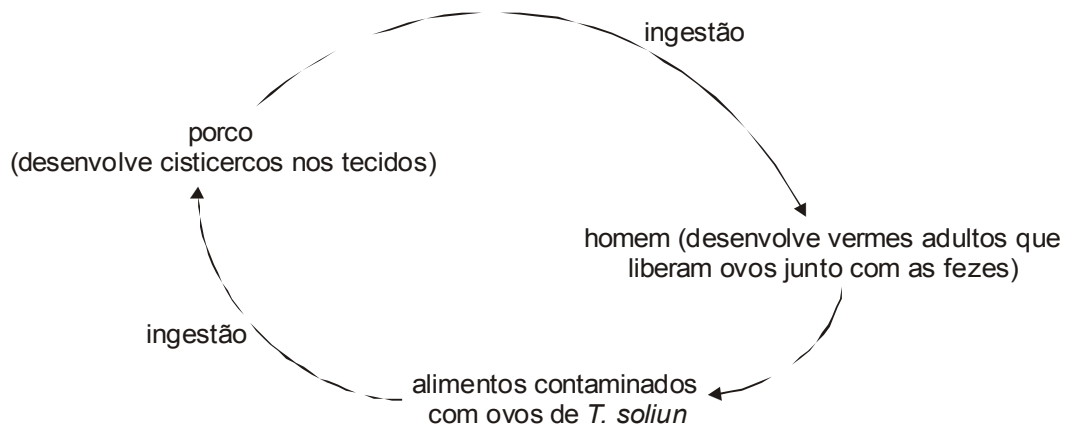 ingestão
porco
(desenvolve cisticercos nos tecidos)
homem (desenvolve vermes adultos que
liberam ovos junto com as fezes)
ingestão
alimentos contaminados
com ovos de T. soliun